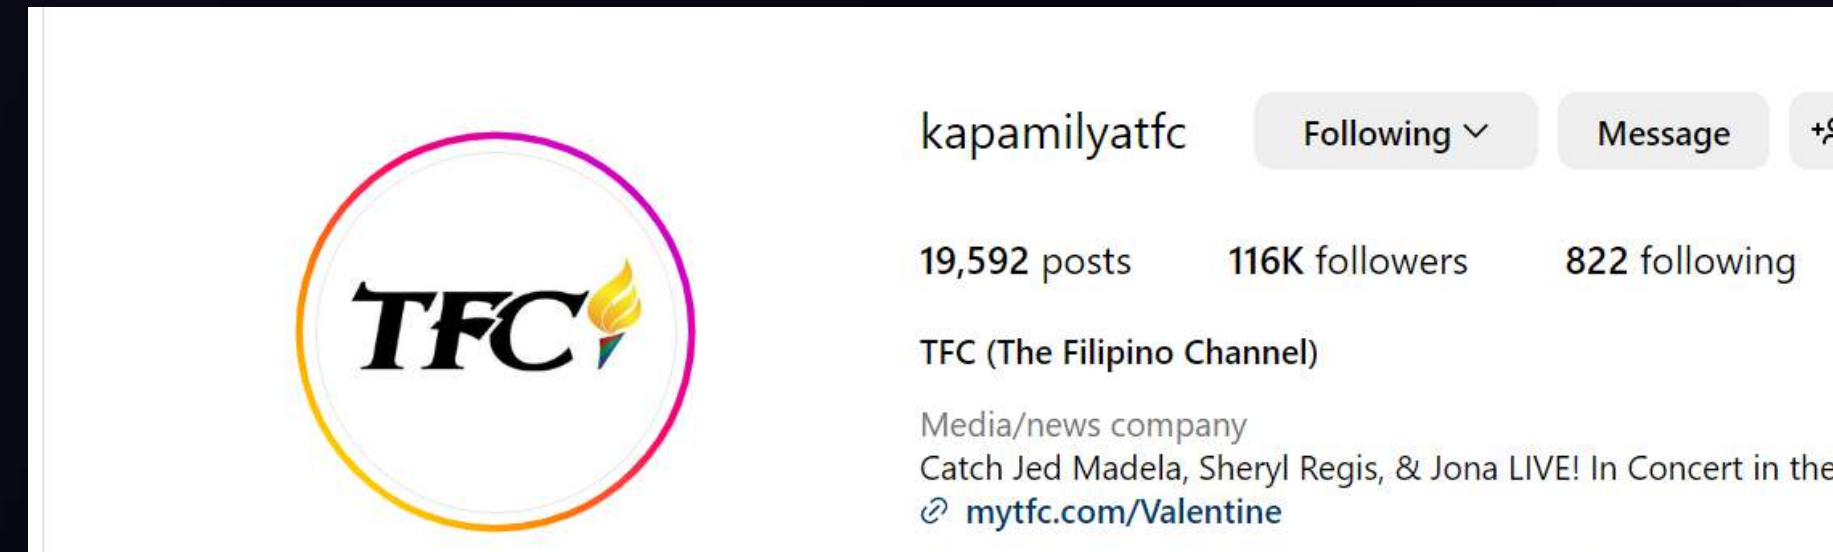 kapamilyatfc Following Message
19,592 posts 116K followers 822 following
TFC
TFC (The Filipino Channel)
Media/news company
Catch Jed Madela, Sheryl Regis, & Jona LIVE! In Concert in the
mytfc.com/Valentine